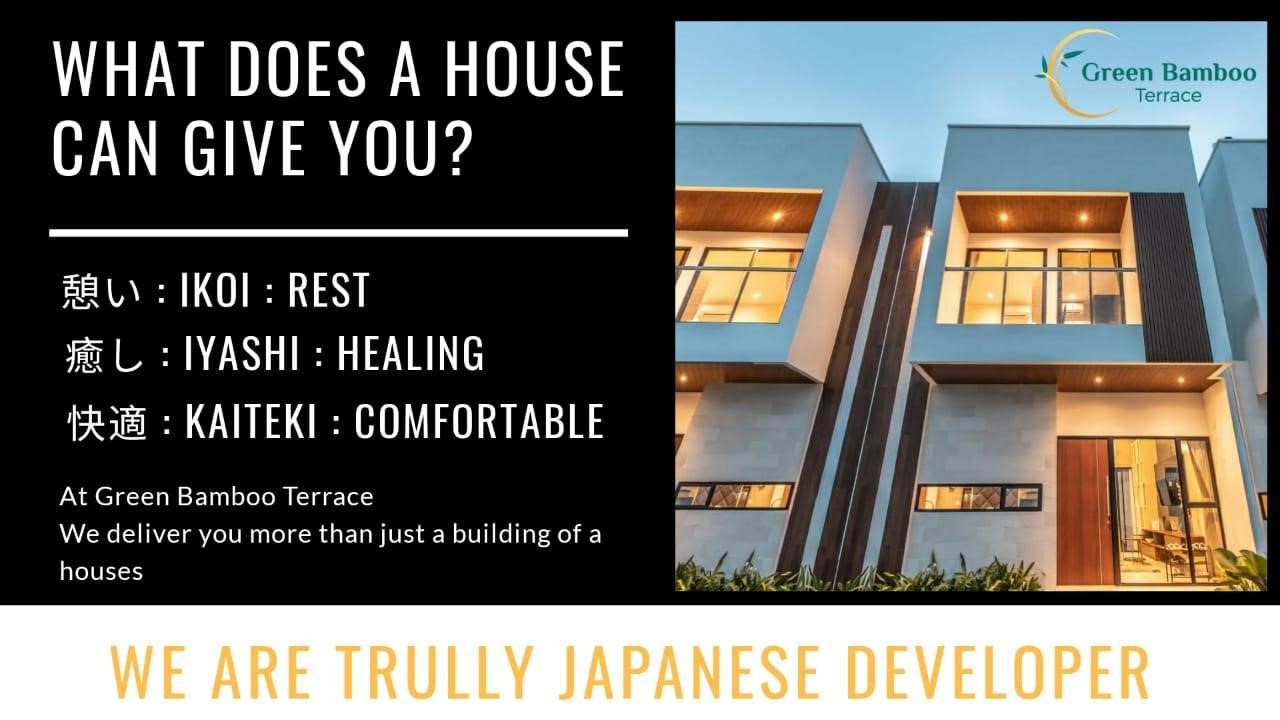 WHAT DOES A HOUSE
CAN GIVE YOU?
憩い : IKOI : REST
癒し : IYASHI : HEALING
快適 : KAITEKI : COMFORTABLE
At Green Bamboo Terrace
We deliver you more than just a building of a
houses
Green Bamboo
Terrace
WE ARE TRULLY JAPANESE DEVELOPER